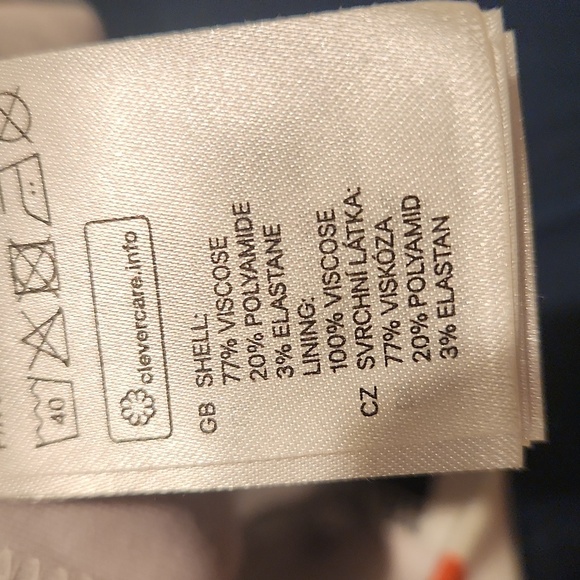 40
clevercare.info
GB SHELL:
77% VISCOSE
20% POLYAMIDE
3% ELASTANE
LINING:
100% VISCOSE
CZ SVRCHNÍ LÁTKA:
77% VISKÓZA
20% POLYAMID
3% ELASTAN